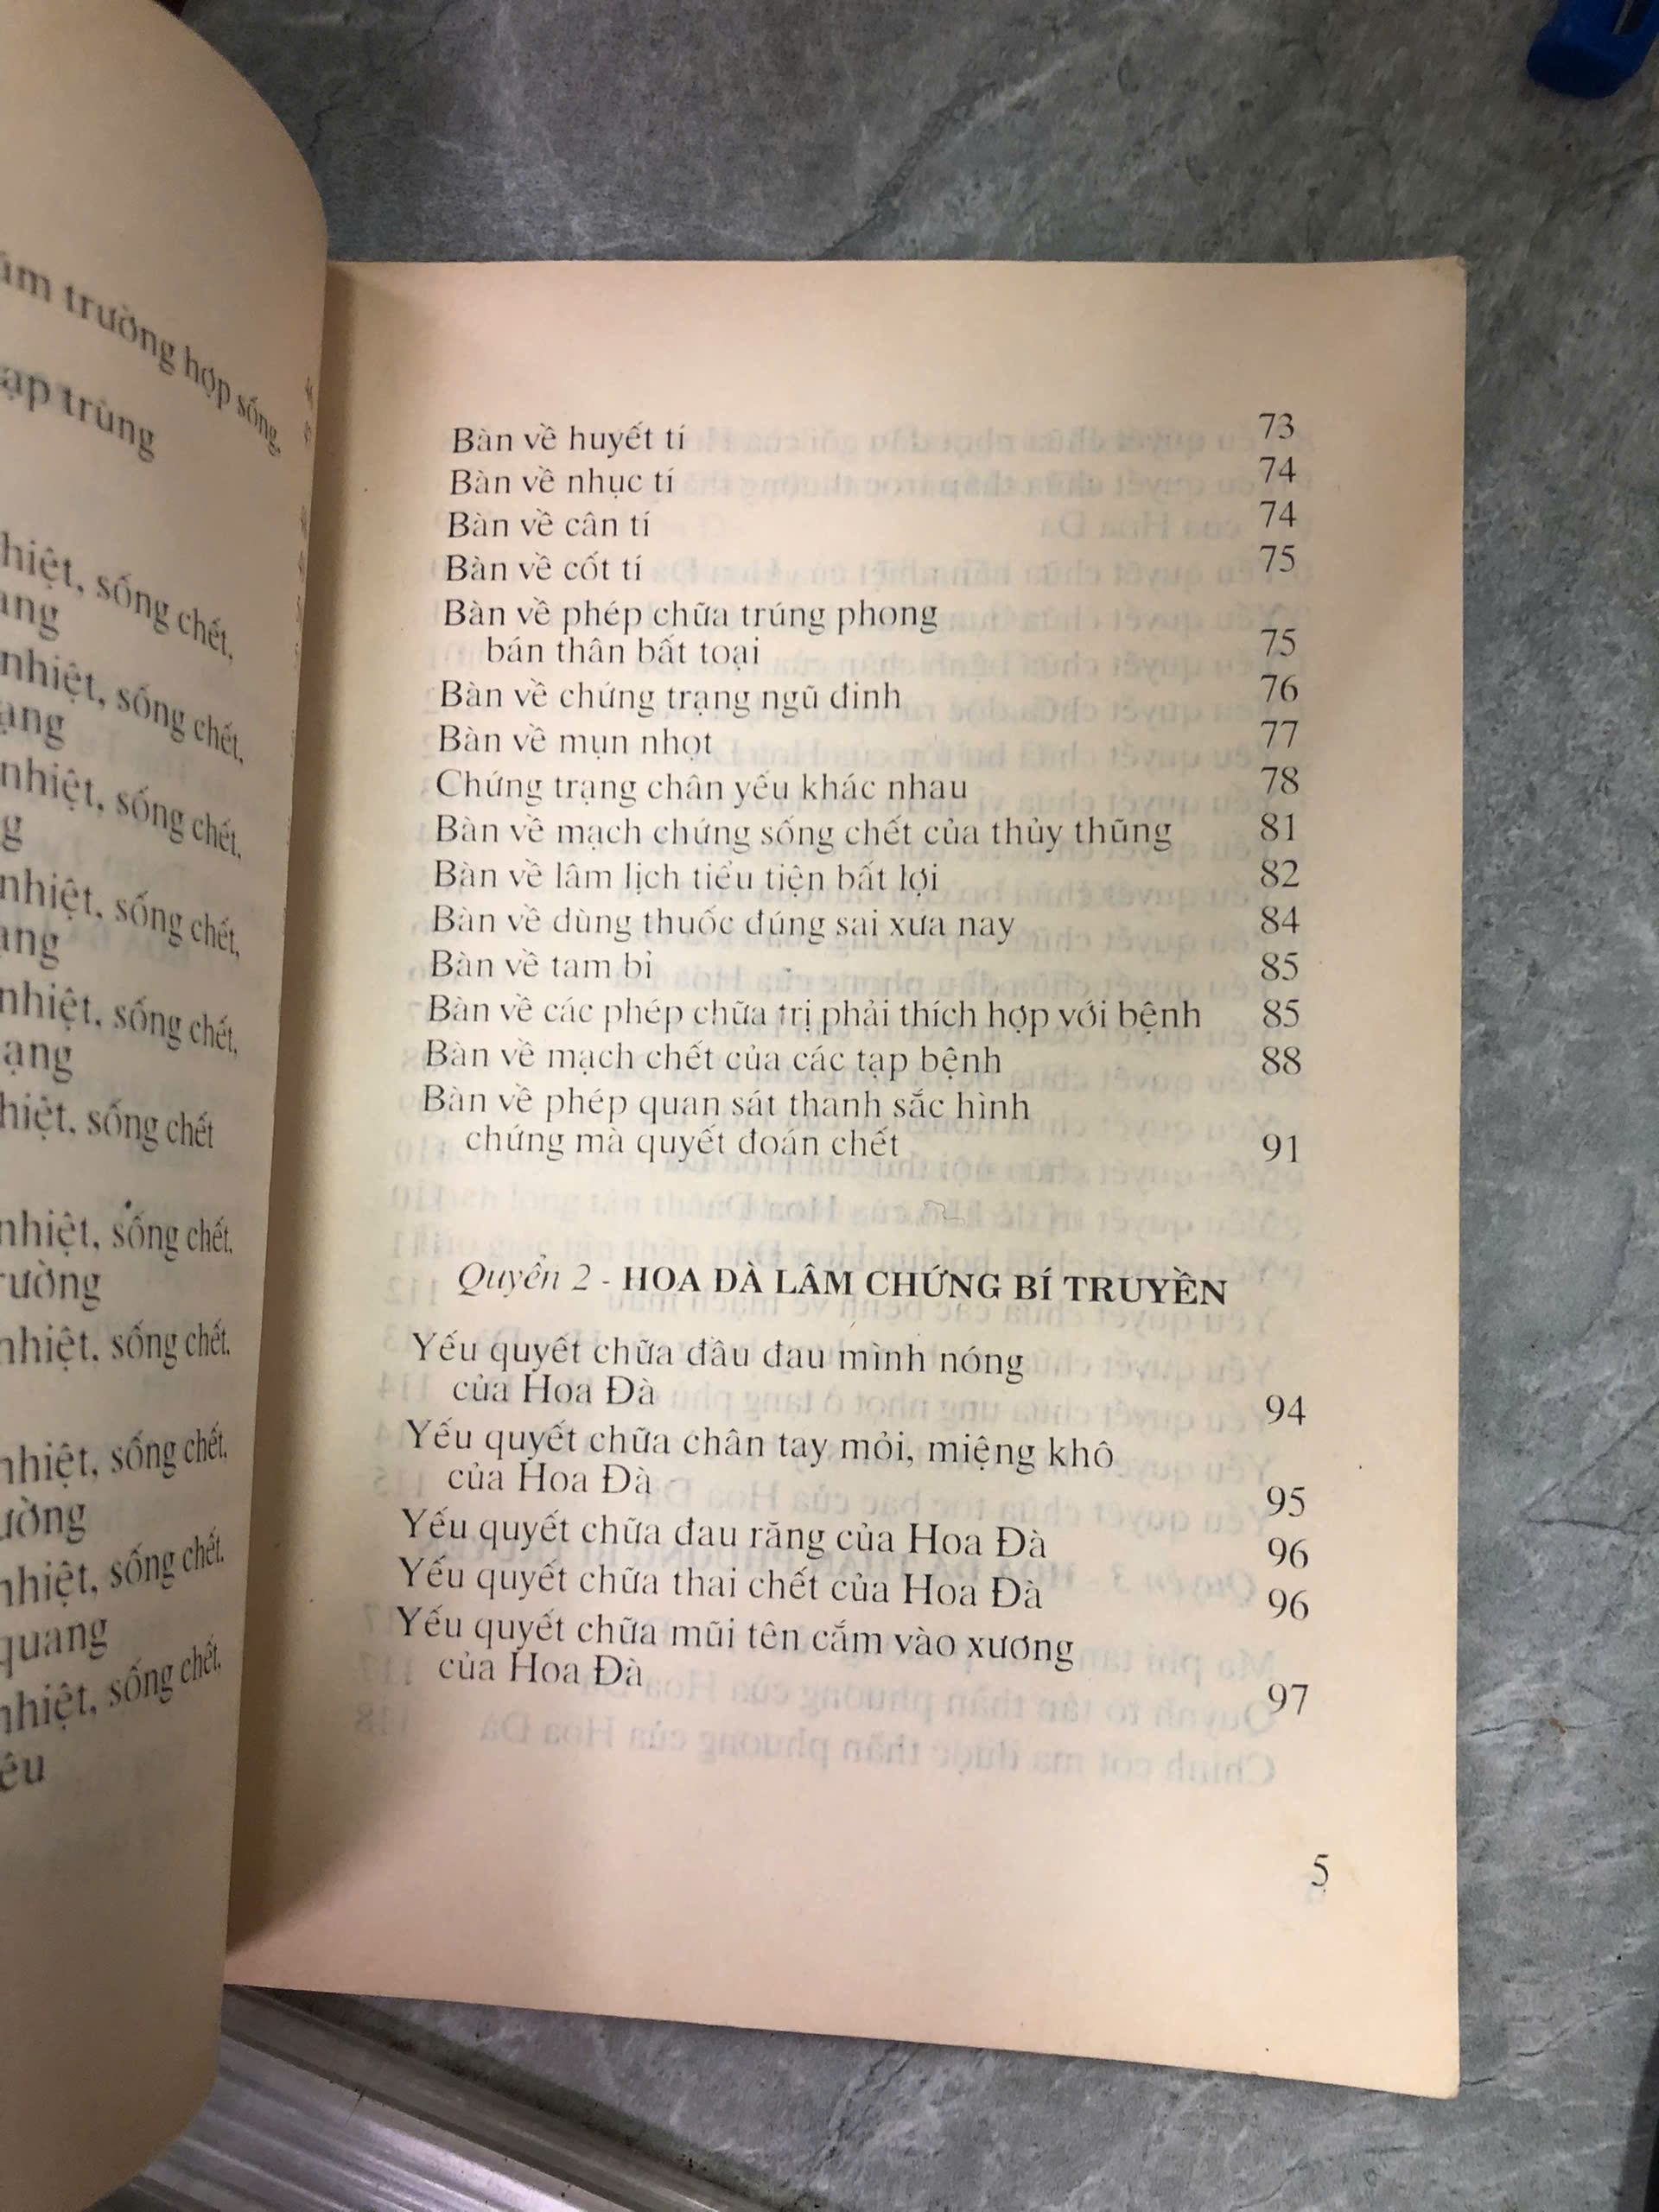 trường hợp sống,
trùng
sống chết,
nhiệt, sống chết,
nhiệt, sống chết,
nhiệt, sống chết,
nhiệt, sống chết,
sống chết
nhiệt, sống chết,
nhiệt, sống chết,
nhiệt, sống chết,
nhiệt, sống chết,
quang
nhiệt, sống chết,
Bàn về huyết tí 73
Bàn về nhục tí 74
Bàn về cân tí 74
Bàn về cốt tí 75
Bàn về phép chữa trúng phong
bán thân bất toại 75
Bàn về chứng trạng ngũ đinh 76
Bàn về mụn nhọt 77
Chứng trạng chân yếu khác nhau 78
Bàn về mạch chứng sống chết của thủy thũng 81
Bàn về lâm lịch tiểu tiện bất lợi 82
Bàn về dùng thuốc đúng sai xưa nay 84
Bàn về tam bỉ 85
Bàn về các phép chữa trị phải thích hợp với bệnh 85
Bàn về mạch chết của các tạp bệnh 88
Bàn về phép quan sát thanh sắc hình
chứng mà quyết đoán chết 91
Quyển 2 - HOA ĐÀ LÂM CHỨNG BÍ TRUYỀN
Yếu quyết chữa đầu đau mình nóng
của Hoa Đà 94
Yếu quyết chữa chân tay mỏi, miệng khô
của Hoa Đà 95
Yếu quyết chữa đau răng của Hoa Đà 96
Yếu quyết chữa thai chết của Hoa Đà 96
Yếu quyết chữa mũi tên cắm vào xương
của Hoa Đà 97
5